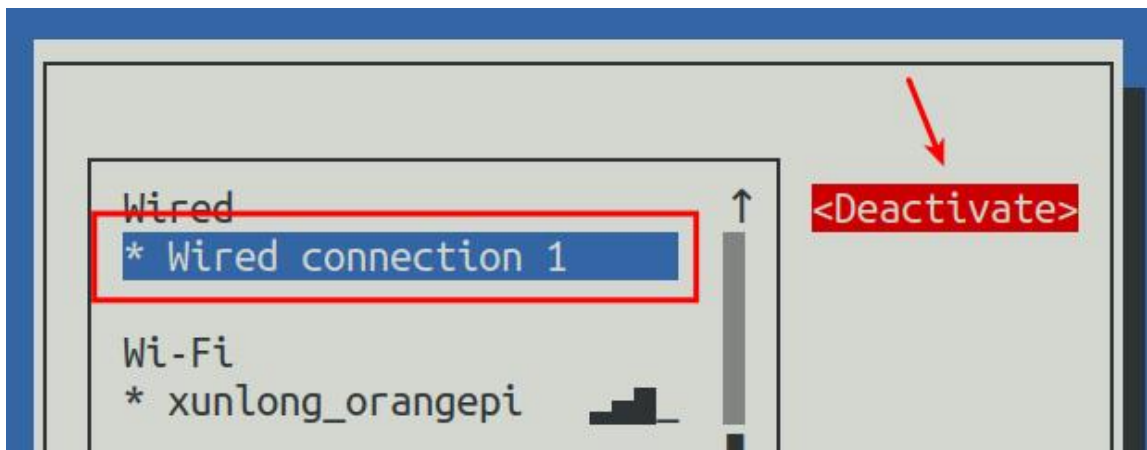 Wired
* Wired connection 1
<Deactivate>
Wi-Fi
* xunlong_orangepi